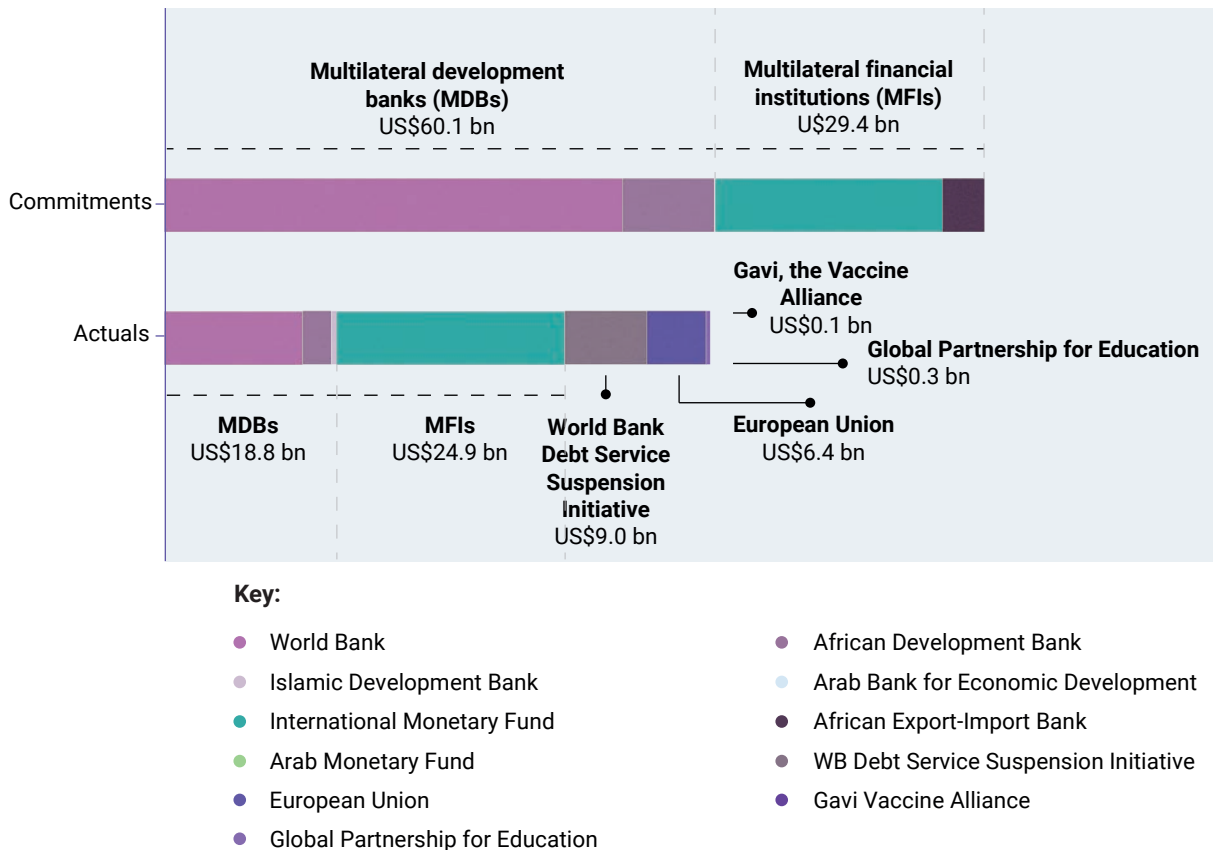 Multilateral development
banks (MDBs)
US$60.1 bn
Multilateral financial
institutions (MFIs)
U$29.4 bn
Commitments
Gavi, the Vaccine
Alliance
US$0.1 bn
Actuals
Global Partnership for Education
US$0.3 bn
MDBs
US$18.8 bn
MFIs
US$24.9 bn
World Bank
Debt Service
Suspension
Initiative
US$9.0 bn
European Union
US$6.4 bn
Key:
World Bank
Islamic Development Bank
International Monetary Fund
Arab Monetary Fund
European Union
Global Partnership for Education
African Development Bank
Arab Bank for Economic Development
African Export-Import Bank
WB Debt Service Suspension Initiative
Gavi Vaccine Alliance